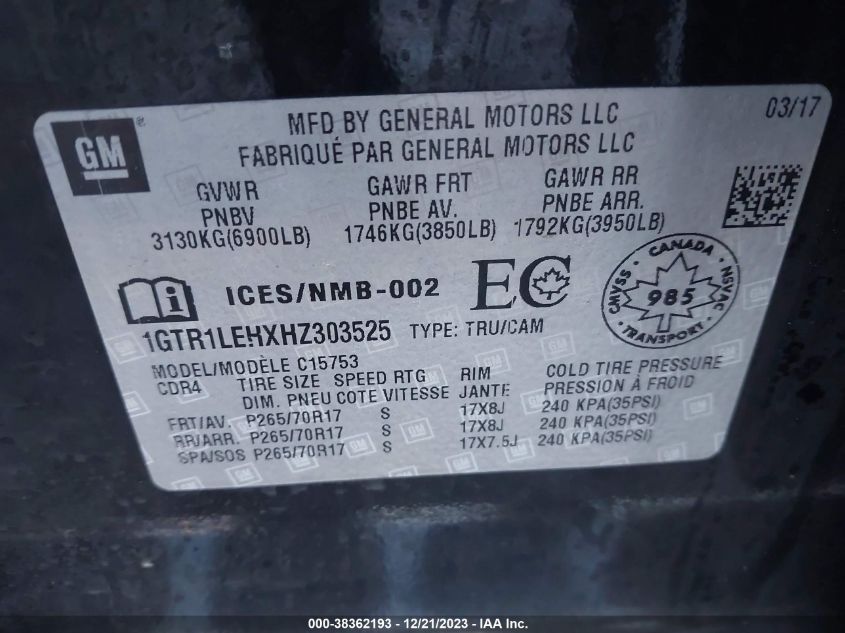 GM ®
03/17
MFD BY GENERAL MOTORS LLC
FABRIQUÉ PAR GENERAL MOTORS LLC
GVWR GAWR FRT GAWR RR
PNBV PNBE AV. PNBE ARR.
3130KG(6900LB) 1746KG(3850LB) 1792KG(3950LB)
ICES/NMB-002 EC
CANADA CMVSS NSVAC 985 TRANSPORT
1GTR1LEHXHZ303525 TYPE: TRU/CAM
MODEL/MODÈLE C15753
CDR4 TIRE SIZE SPEED RTG RIM COLD TIRE PRESSURE
DIM. PNEU COTE VITESSE JANTE PRESSION À FROID
FRT/AV. P265/70R17 S 17X8J 240 KPA(35PSI)
RR/ARR. P265/70R17 S 17X8J 240 KPA(35PSI)
SPA/SOS P265/70R17 S 17X7.5J 240 KPA(35PSI)
000-38362193 - 12/21/2023 - IAA Inc.